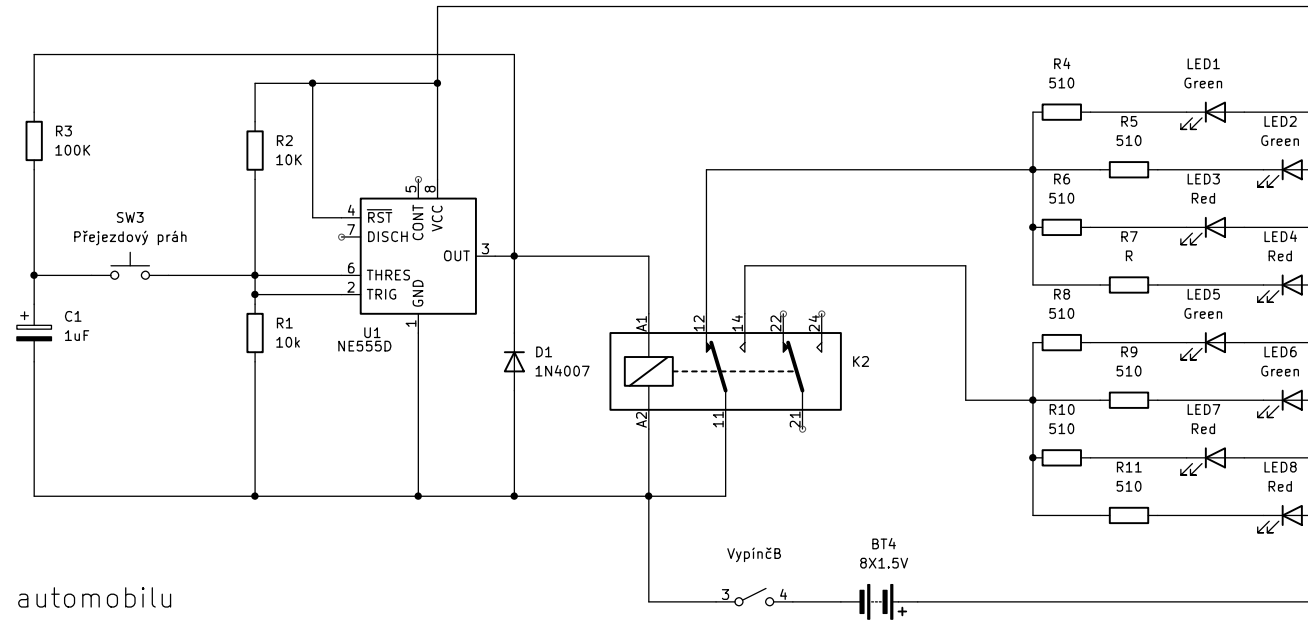 R4
510
LED1
Green
R5
510
LED2
Green
R3
100K
R2
10K
R6
510
LED3
Red
SW3
Přejezdový práh
5
8
4
RST
CONT
VCC
7
DISCH
3
OUT
R7
R
LED4
Red
6
THRES
2
TRIG
GND
1
+
C1
1uF
R1
10k
U1
NE555D
R8
510
LED5
Green
A1
12
14
22
24
D1
1N4007
K2
R9
510
LED6
Green
A2
11
21
R10
510
LED7
Red
R11
510
LED8
Red
VypínčB
BT4
8X1.5V
3
4
+
automobilu